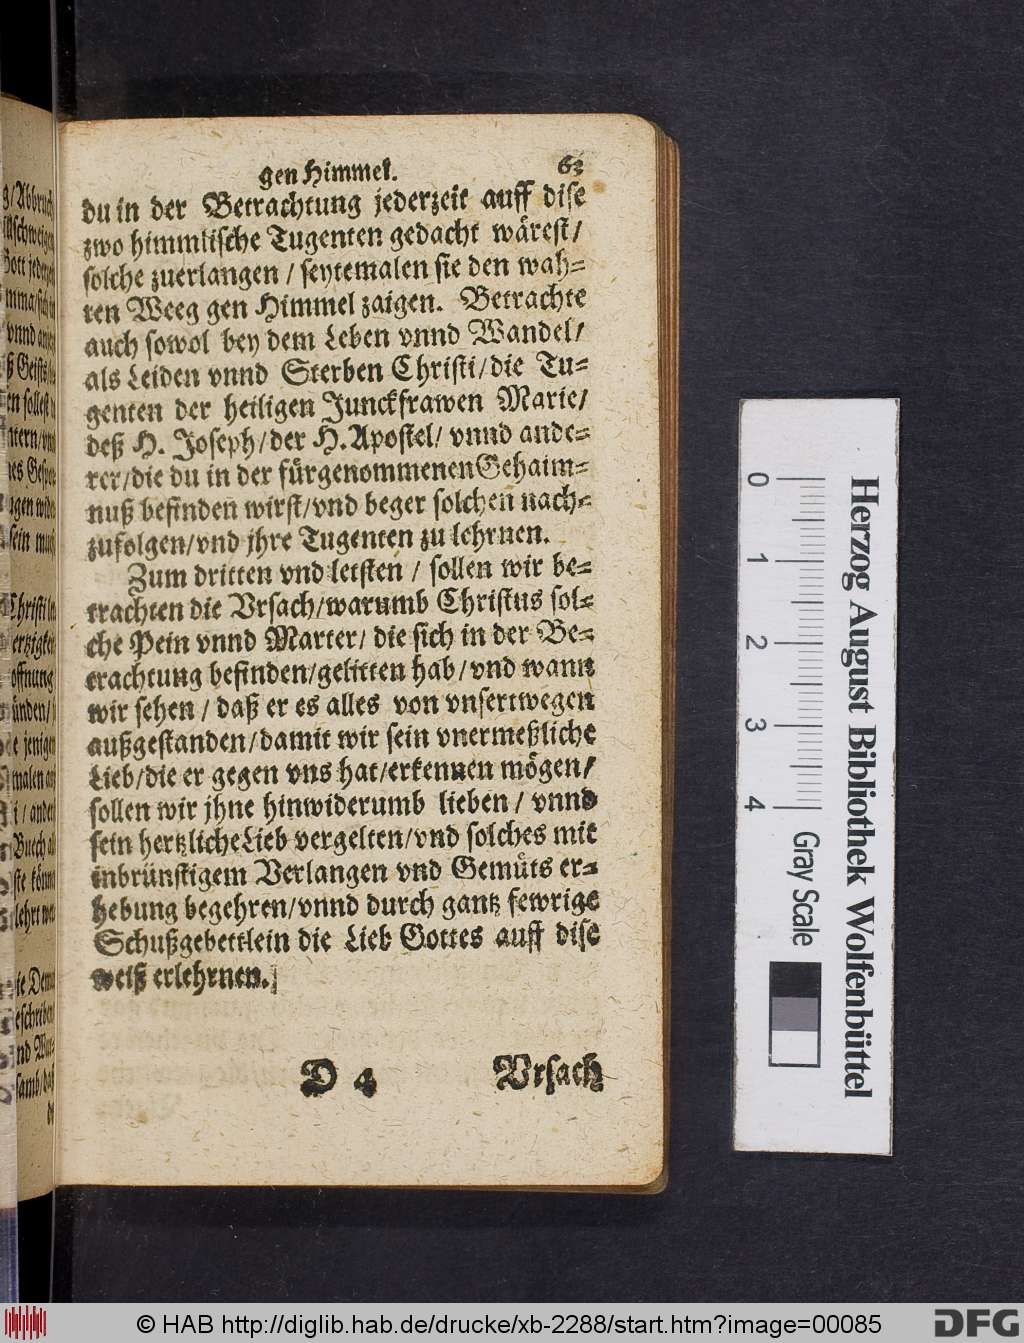 gen Himmel. 63
du in der Betrachtung jederzeit auff dise
zwo himmlische Tugenten gedacht wärest/
solche zuerlangen / seytemalen sie den wah-
ren Weeg gen Himmel zaigen. Betrachte
auch sowol bey dem Leben vnnd Wandel/
als Leiden vnnd Sterben Christi/die Tu-
genten der heiligen Junckfrawen Marie/
deß H. Joseph/der H. Apostel/ vnnd ande-
rer/die du in der fürgenommenen Gehaim-
nuß befinden wirst/vnd beger solchen nach-
zufolgen/vnd jhre Tugenten zu lehrnen.
Zum dritten vnd letsten / sollen wir be-
trachten die Vrsach/warumb Christus sol-
che Pein vnnd Marter/ die sich in der Be-
trachtung befinden/gelitten hab/vnd wann
wir sehen / daß er es alles von vnsertwegen
außgestanden/damit wir sein vnermeßliche
Lieb/die er gegen vns hat/erkennen mögen/
sollen wir jhne hinwiderumb lieben / vnnd
sein hertzliche Lieb vergelten/vnd solches mit
inbrünstigem Verlangen vnd Gemüts er-
hebung begehren/vnnd durch gantz fewrige
Schußgebettlein die Lieb Gottes auff dise
weiß erlehrnen.
D 4 Vrsach
0 1 2 3 4 Gray Scale
Herzog August Bibliothek Wolfenbüttel
© HAB http://diglib.hab.de/drucke/xb-2288/start.htm?image=00085
DFG